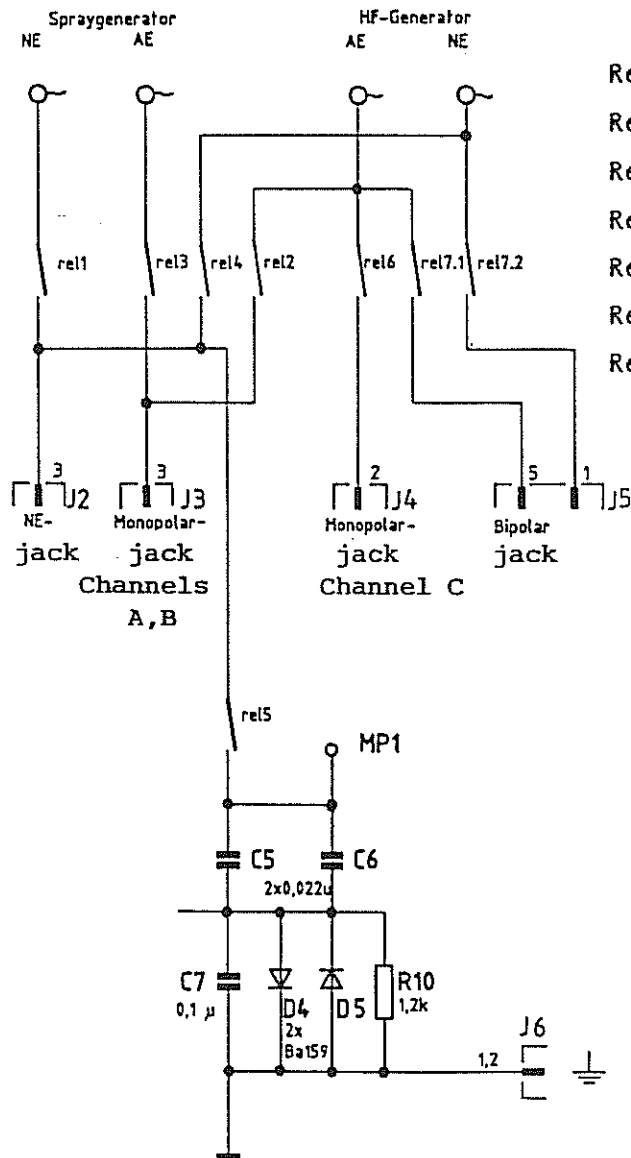 Spraygenerator HF-Generator
NE AE AE NE
Re
Re
Re
Re
Re
Re
Re
rel1 rel3 rel4 rel2 rel6 rel7.1 rel7.2
3 3 2 5 1
J2 J3 J4 J5
NE- Monopolar- Monopolar- Bipolar
jack jack jack jack
Channels Channel C
A,B
rel5
MP1
C5 C6
2x0,022u
C7 D4 D5 R10
0,1 µ 2x 1,2k
Ba159
J6
1,2